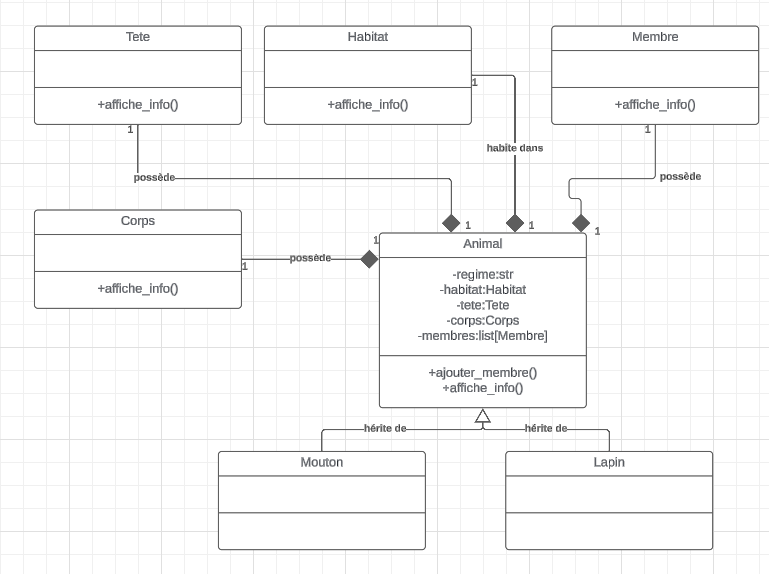 Tete
+affiche_info()
Habitat
+affiche_info()
Membre
+affiche_info()
1
1
1
habite dans
possède
possède
Corps
+affiche_info()
1
possède
1
1
1
1
Animal
-regime:str
-habitat:Habitat
-tete:Tete
-corps:Corps
-membres:list[Membre]
+ajouter_membre()
+affiche_info()
hérite de
hérite de
Mouton
Lapin